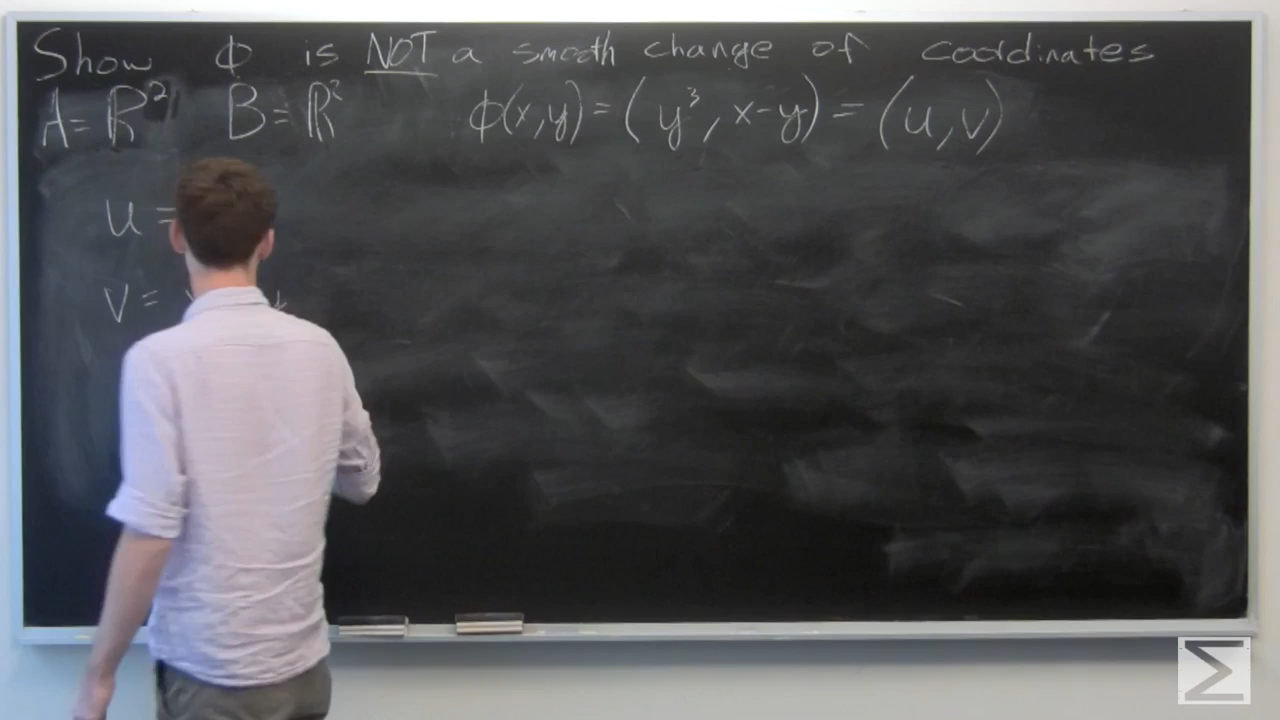 Show Φ is NOT a smooth change of coordinates
A = ℝ² B = ℝ² ϕ(x,y) = (y³, x-y) = (u,v)
u =
v =
Σ